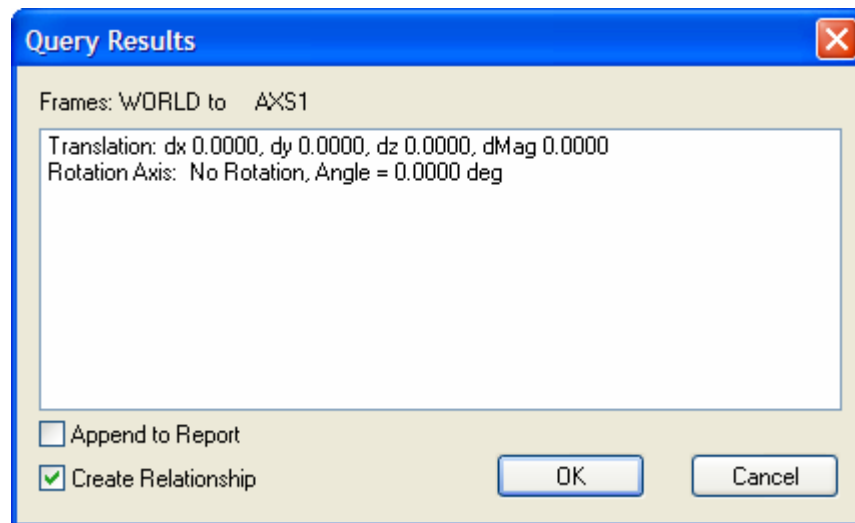 Query Results
Frames: WORLD to AXS1
Translation: dx 0.0000, dy 0.0000, dz 0.0000, dMag 0.0000
Rotation Axis: No Rotation, Angle = 0.0000 deg
Append to Report
Create Relationship
OK
Cancel